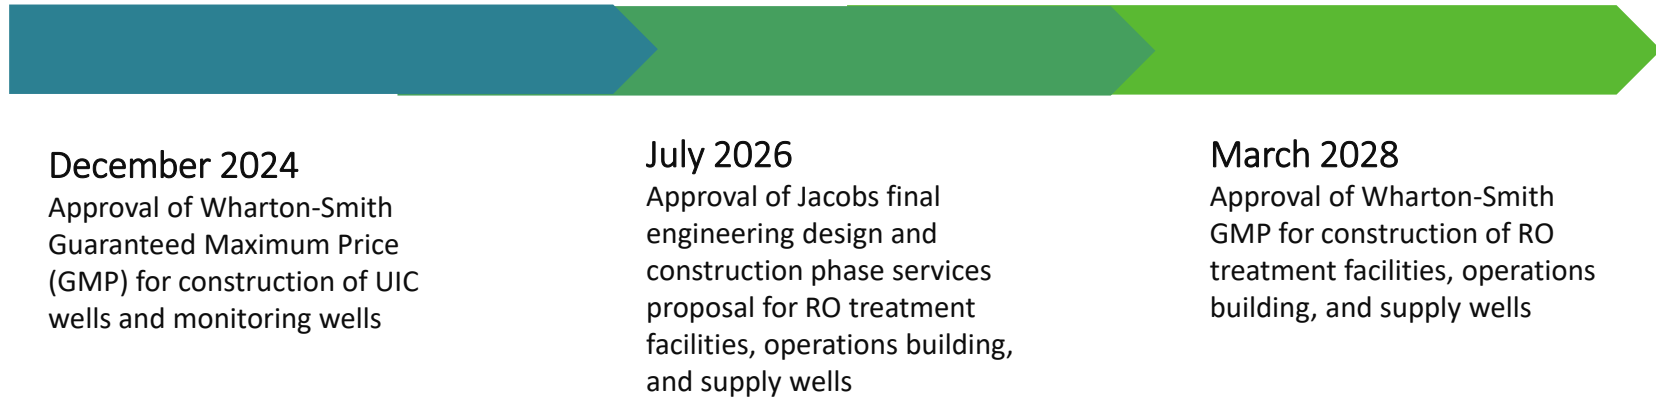 December 2024
Approval of Wharton-Smith
Guaranteed Maximum Price
(GMP) for construction of UIC
wells and monitoring wells
July 2026
Approval of Jacobs final
engineering design and
construction phase services
proposal for RO treatment
facilities, operations building,
and supply wells
March 2028
Approval of Wharton-Smith
GMP for construction of RO
treatment facilities, operations
building, and supply wells